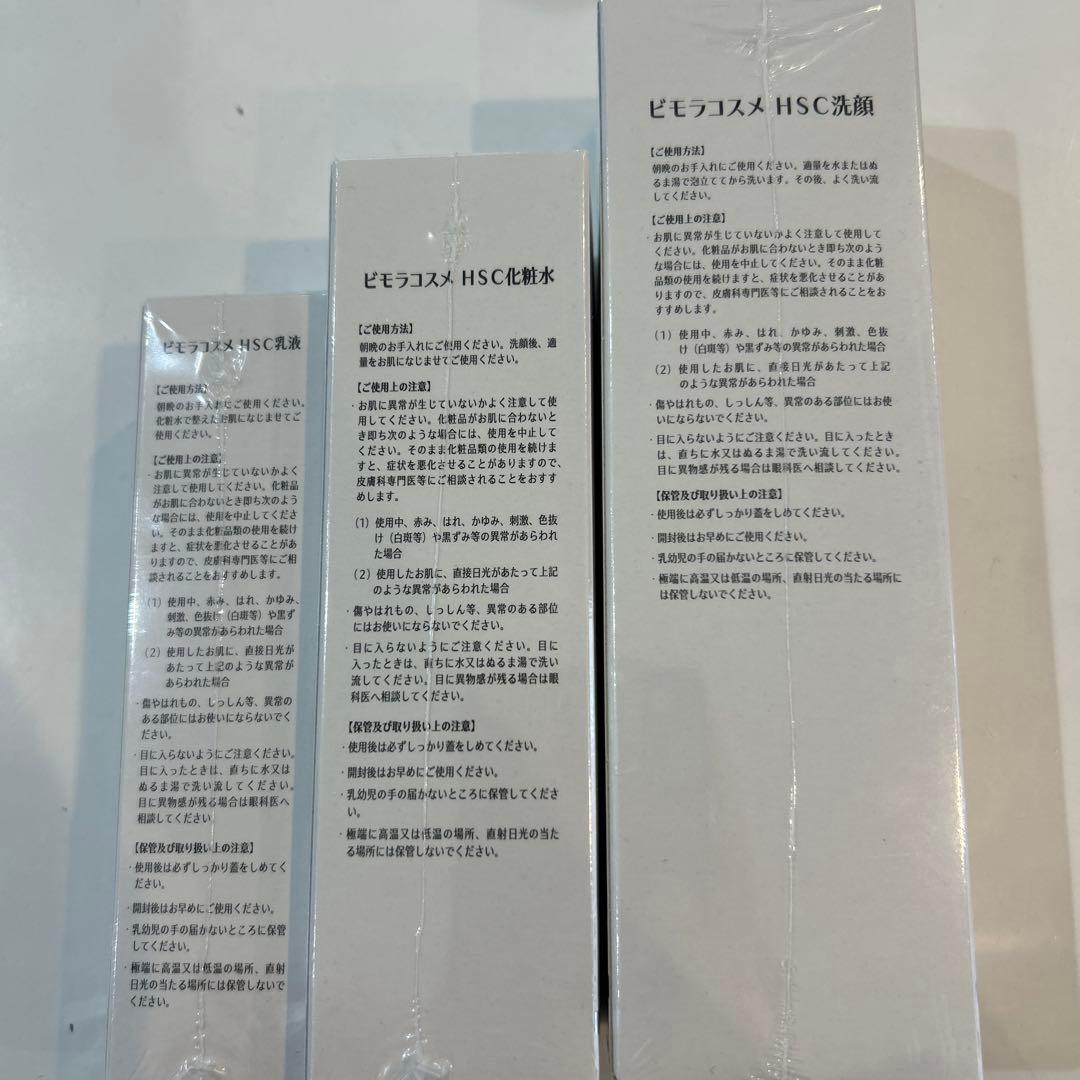 ビモラコスメ HSC乳液
【ご使用方法】
朝晩のお手入れにご使用ください。
化粧水で整えたお肌になじませてご
使用ください。
【ご使用上の注意】
・お肌に異常が生じていないかよく
注意して使用してください。化粧品
がお肌に合わないとき即ち次のよう
な場合には、使用を中止してくださ
い。そのまま化粧品類の使用を続け
ますと、症状を悪化させることがあ
りますので、皮膚科専門医等にご相
談されることをおすすめします。
（1）使用中、赤み、はれ、かゆみ、
刺激、色抜け（白斑等）や黒ず
み等の異常があらわれた場合
（2）使用したお肌に、直接日光が
あたって上記のような異常が
あらわれた場合
・傷やはれもの、しっしん等、異常の
ある部位にはお使いにならないでく
ださい。
・目に入らないようにご注意ください。
目に入ったときは、直ちに水又は
ぬるま湯で洗い流してください。
目に異物感が残る場合は眼科医へ
相談してください
【保管及び取り扱い上の注意】
・使用後は必ずしっかり蓋をしめてく
ださい。
・開封後はお早めにご使用ください。
・乳幼児の手の届かないところに保管
してください。
・極端に高温又は低温の場所、直射
日光の当たる場所には保管しないで
ください。
ビモラコスメ HSC化粧水
【ご使用方法】
朝晩のお手入れにご使用ください。洗顔後、適
量をお肌になじませてご使用ください。
【ご使用上の注意】
・お肌に異常が生じていないかよく注意して使
用してください。化粧品がお肌に合わないと
き即ち次のような場合には、使用を中止して
ください。そのまま化粧品類の使用を続けま
すと、症状を悪化させることがありますので、
皮膚科専門医等にご相談されることをおすす
めします。
（1）使用中、赤み、はれ、かゆみ、刺激、色抜
け（白斑等）や黒ずみ等の異常があらわれ
た場合
（2）使用したお肌に、直接日光があたって上記
のような異常があらわれた場合
・傷やはれもの、しっしん等、異常のある部位
にはお使いにならないでください。
・目に入らないようにご注意ください。目に
入ったときは、直ちに水又はぬるま湯で洗い
流してください。目に異物感が残る場合は眼
科医へ相談してください。
【保管及び取り扱い上の注意】
・使用後は必ずしっかり蓋をしめてください。
・開封後はお早めにご使用ください。
・乳幼児の手の届かないところに保管してくださ
い。
・極端に高温又は低温の場所、直射日光の当た
る場所には保管しないでください。
ビモラコスメ HSC洗顔
【ご使用方法】
朝晩のお手入れにご使用ください。適量を水またはぬ
るま湯で泡立ててから洗います。その後、よく洗い流
してください。
【ご使用上の注意】
・お肌に異常が生じていないかよく注意して使用して
ください。化粧品がお肌に合わないとき即ち次のよう
な場合には、使用を中止してください。そのまま化粧
品類の使用を続けますと、症状を悪化させることがあ
りますので、皮膚科専門医等にご相談されることをお
すすめします。
（1）使用中、赤み、はれ、かゆみ、刺激、色抜
け（白斑等）や黒ずみ等の異常があらわれた場合
（2）使用したお肌に、直接日光があたって上記
のような異常があらわれた場合
・傷やはれもの、しっしん等、異常のある部位にはお使
いにならないでください。
・目に入らないようにご注意ください。目に入ったとき
は、直ちに水又はぬるま湯で洗い流してください。
目に異物感が残る場合は眼科医へ相談してください。
【保管及び取り扱い上の注意】
・使用後は必ずしっかり蓋をしめてください。
・開封後はお早めにご使用ください。
・乳幼児の手の届かないところに保管してください。
・極端に高温又は低温の場所、直射日光の当たる場所に
は保管しないでください。